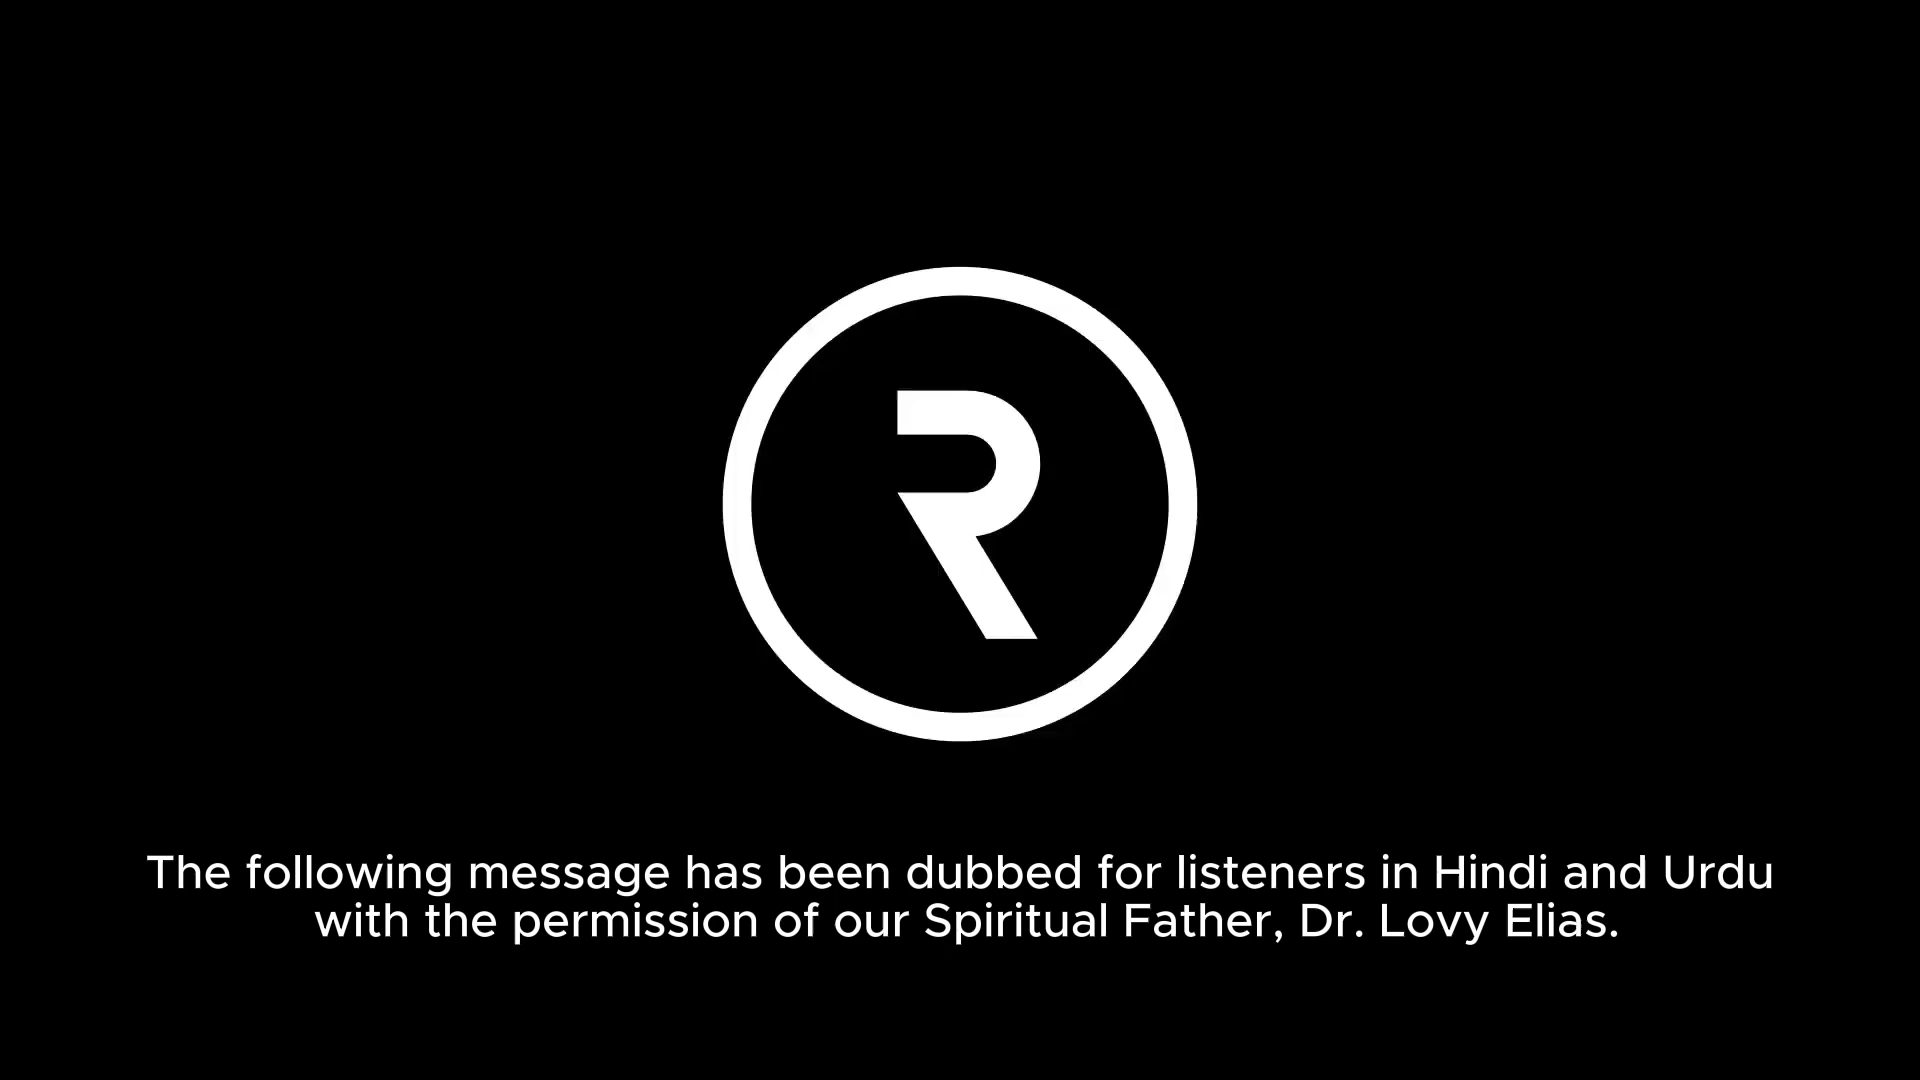 R
The following message has been dubbed for listeners in Hindi and Urdu
with the permission of our Spiritual Father, Dr. Lovy Elias.